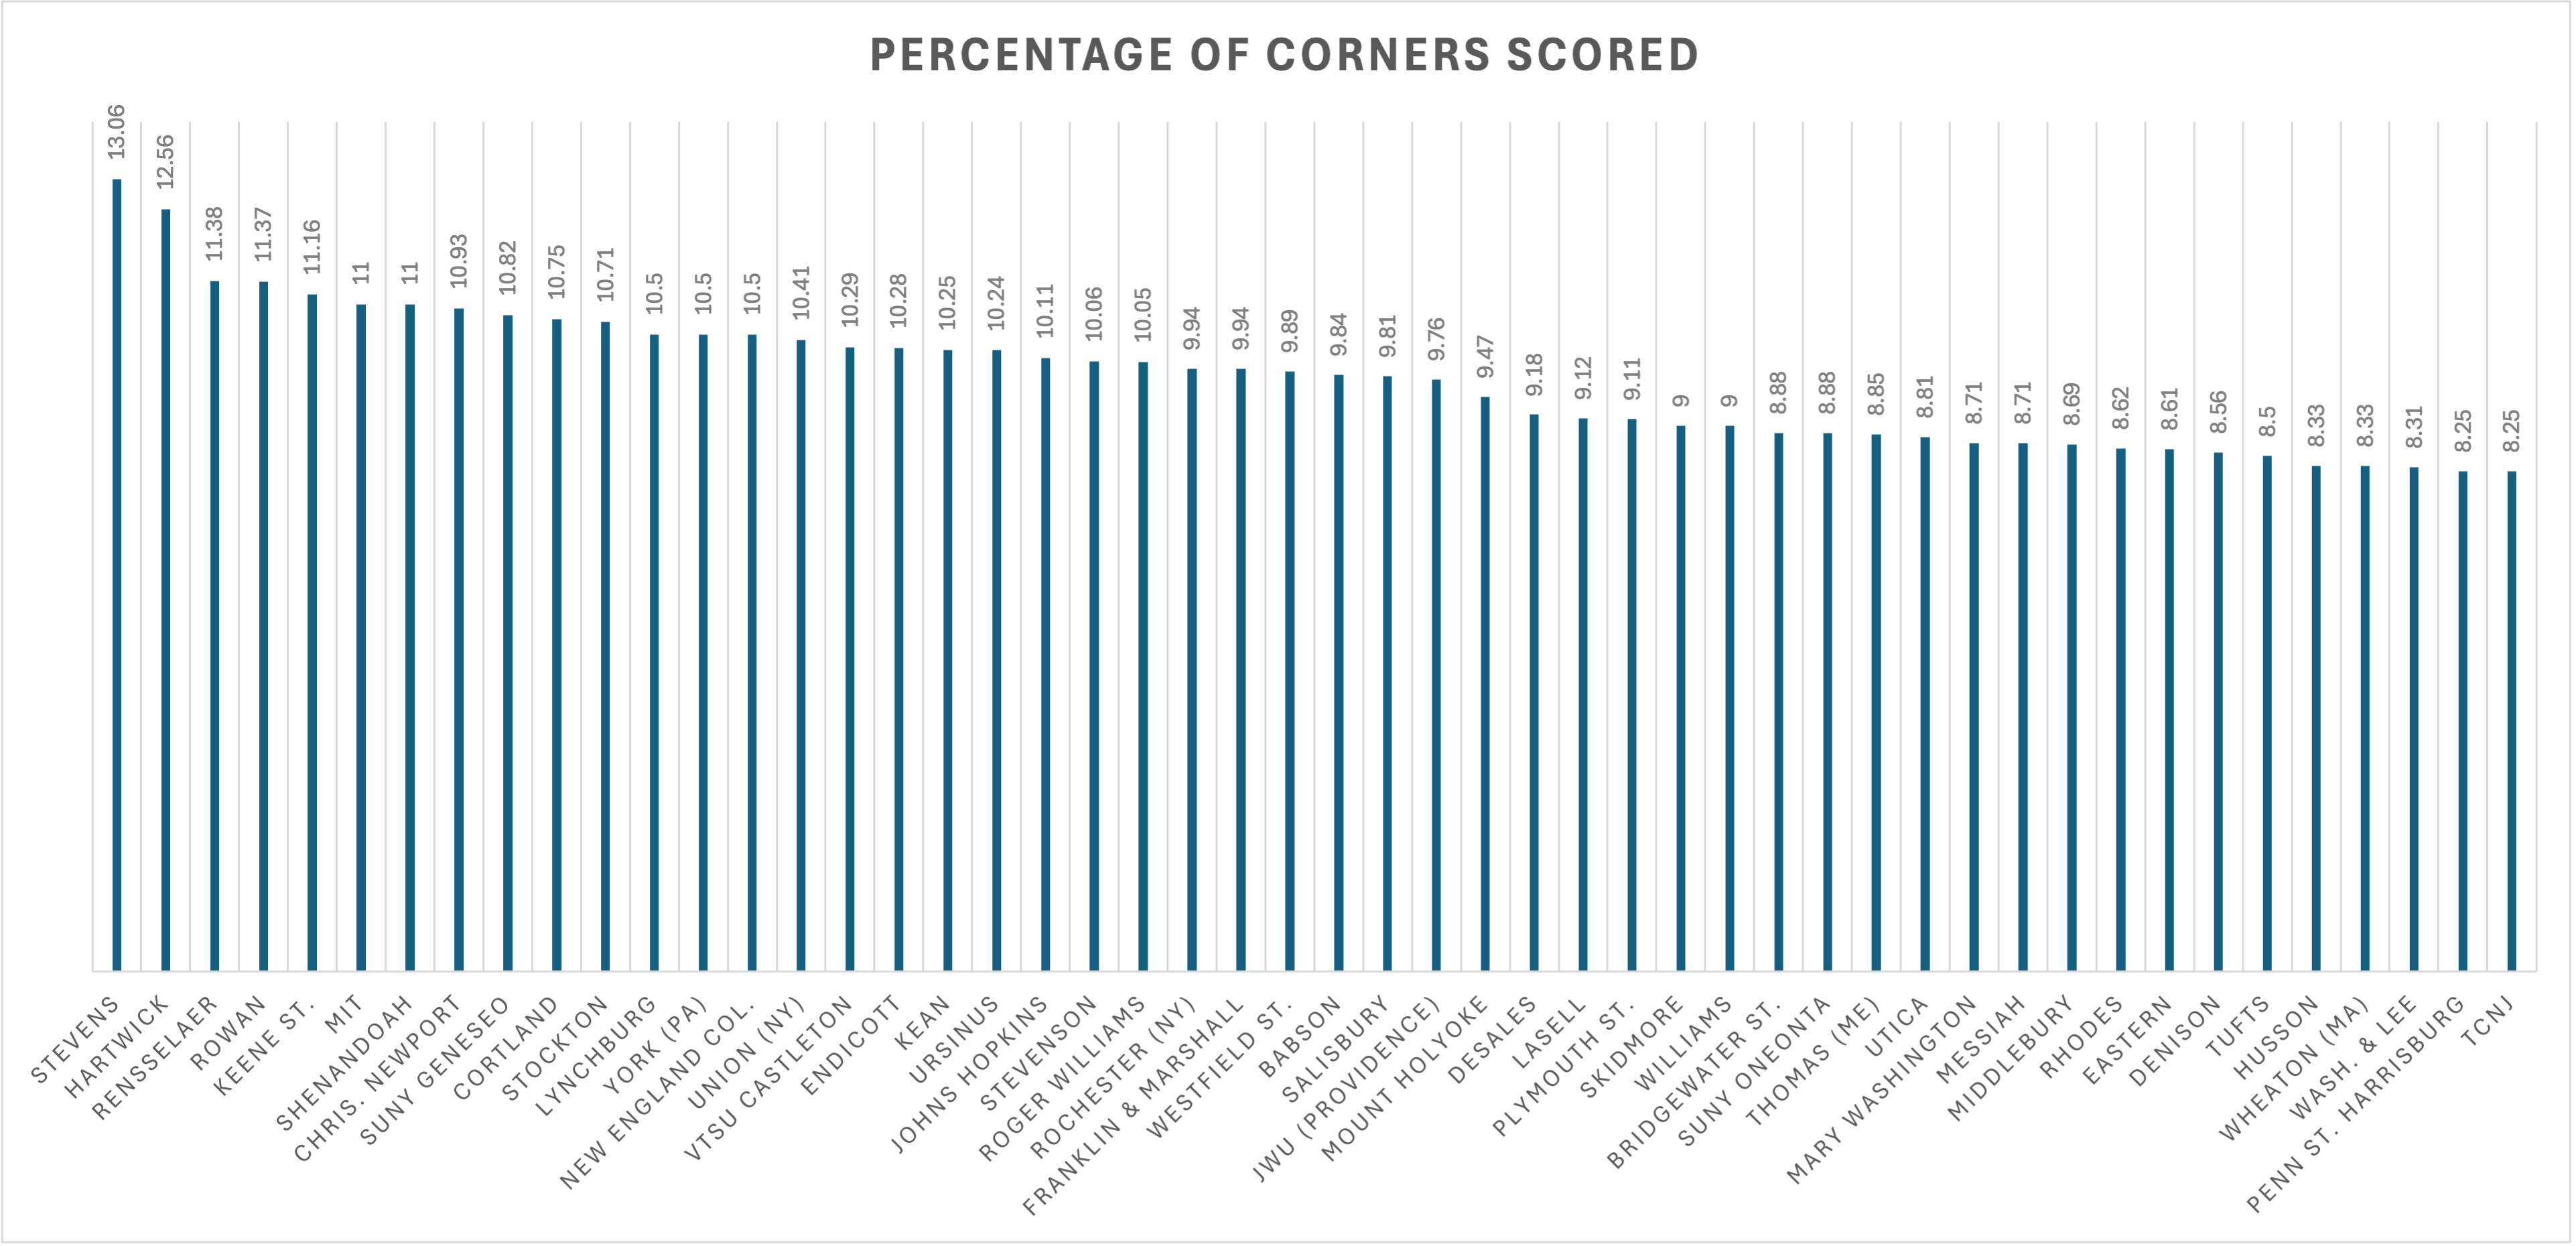 PERCENTAGE OF CORNERS SCORED
13.06
12.56
11.38
11.37
11.16
11
11
10.93
10.82
10.75
10.71
10.5
10.5
10.5
10.41
10.29
10.28
10.25
10.24
10.11
10.06
10.05
9.94
9.94
9.89
9.84
9.81
9.76
9.47
9.18
9.12
9.11
9
9
8.88
8.88
8.85
8.81
8.71
8.71
8.69
8.62
8.61
8.56
8.5
8.33
8.33
8.31
8.25
8.25
STEVENS
HARTWICK
RENSSELAER
ROWAN
KEENE ST.
MIT
SHENANDOAH
CHRIS. NEWPORT
SUNY GENESEO
CORTLAND
STOCKTON
LYNCHBURG
YORK (PA)
NEW ENGLAND COL.
UNION (NY)
VTSU CASTLETON
ENDICOTT
KEAN
URSINUS
JOHNS HOPKINS
STEVENSON
ROGER WILLIAMS
ROCHESTER (NY)
FRANKLIN & MARSHALL
WESTFIELD ST.
BABSON
SALISBURY
JWU (PROVIDENCE)
MOUNT HOLYOKE
DESALES
LASELL
PLYMOUTH ST.
SKIDMORE
WILLIAMS
BRIDGEWATER ST.
SUNY ONEONTA
THOMAS (ME)
UTICA
MARY WASHINGTON
MESSIAH
MIDDLEBURY
RHODES
EASTERN
DENISON
TUFTS
HUSSON
WHEATON (MA)
WASH. & LEE
PENN ST. HARRISBURG
TCNJ